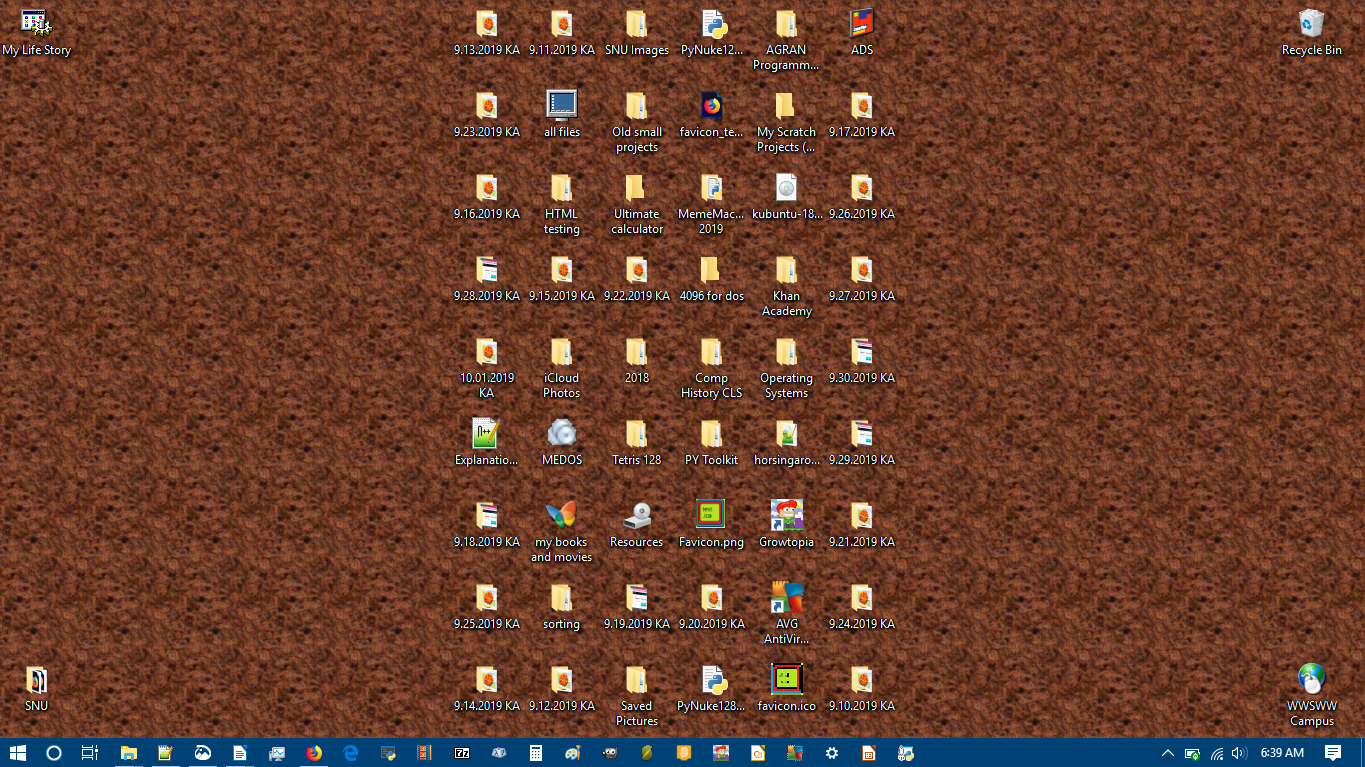 My Life Story
9.13.2019 KA
9.11.2019 KA
SNU Images
PyNuke12...
AGRAN
Programm...
ADS
Recycle Bin
9.23.2019 KA
all files
Old small
projects
favicon_te...
My Scratch
Projects (...
9.17.2019 KA
9.16.2019 KA
HTML
testing
Ultimate
calculator
MemeMac...
2019
kubuntu-18...
9.26.2019 KA
9.28.2019 KA
9.15.2019 KA
9.22.2019 KA
4096 for dos
Khan
Academy
9.27.2019 KA
10.01.2019
KA
iCloud
Photos
2018
Comp
History CLS
Operating
Systems
9.30.2019 KA
Explanatio...
MEDOS
Tetris 128
PY Toolkit
horsingaro...
9.29.2019 KA
9.18.2019 KA
my books
and movies
Resources
Favicon.png
Growtopia
9.21.2019 KA
9.25.2019 KA
sorting
9.19.2019 KA
9.20.2019 KA
AVG
AntiVir...
9.24.2019 KA
SNU
9.14.2019 KA
9.12.2019 KA
Saved
Pictures
PyNuke128...
favicon.ico
9.10.2019 KA
WWSWW
Campus
6:39 AM